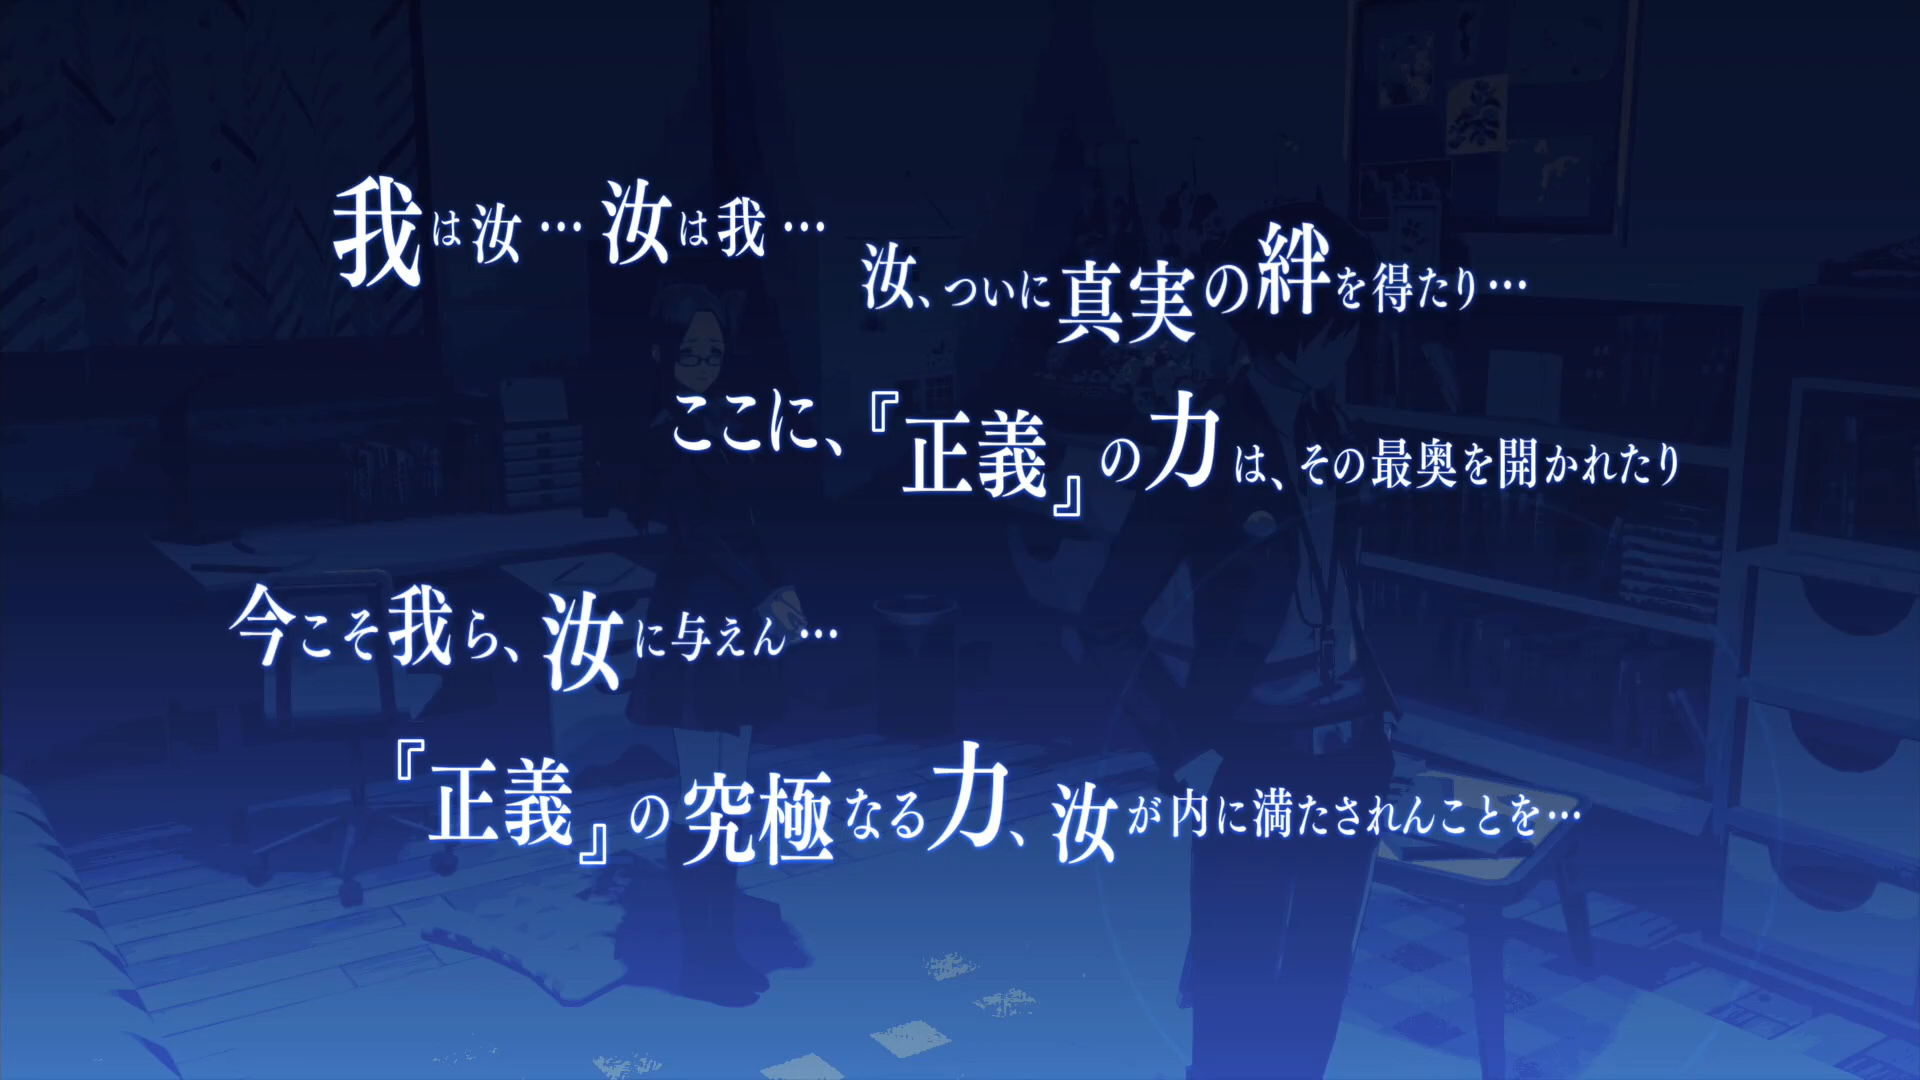 我は汝…汝は我…
汝、ついに真実の絆を得たり…
ここに、『正義』の力は、その最奥を開かれたり
今こそ我ら、汝に与えん…
『正義』の究極なる力、汝が内に満たされんことを…